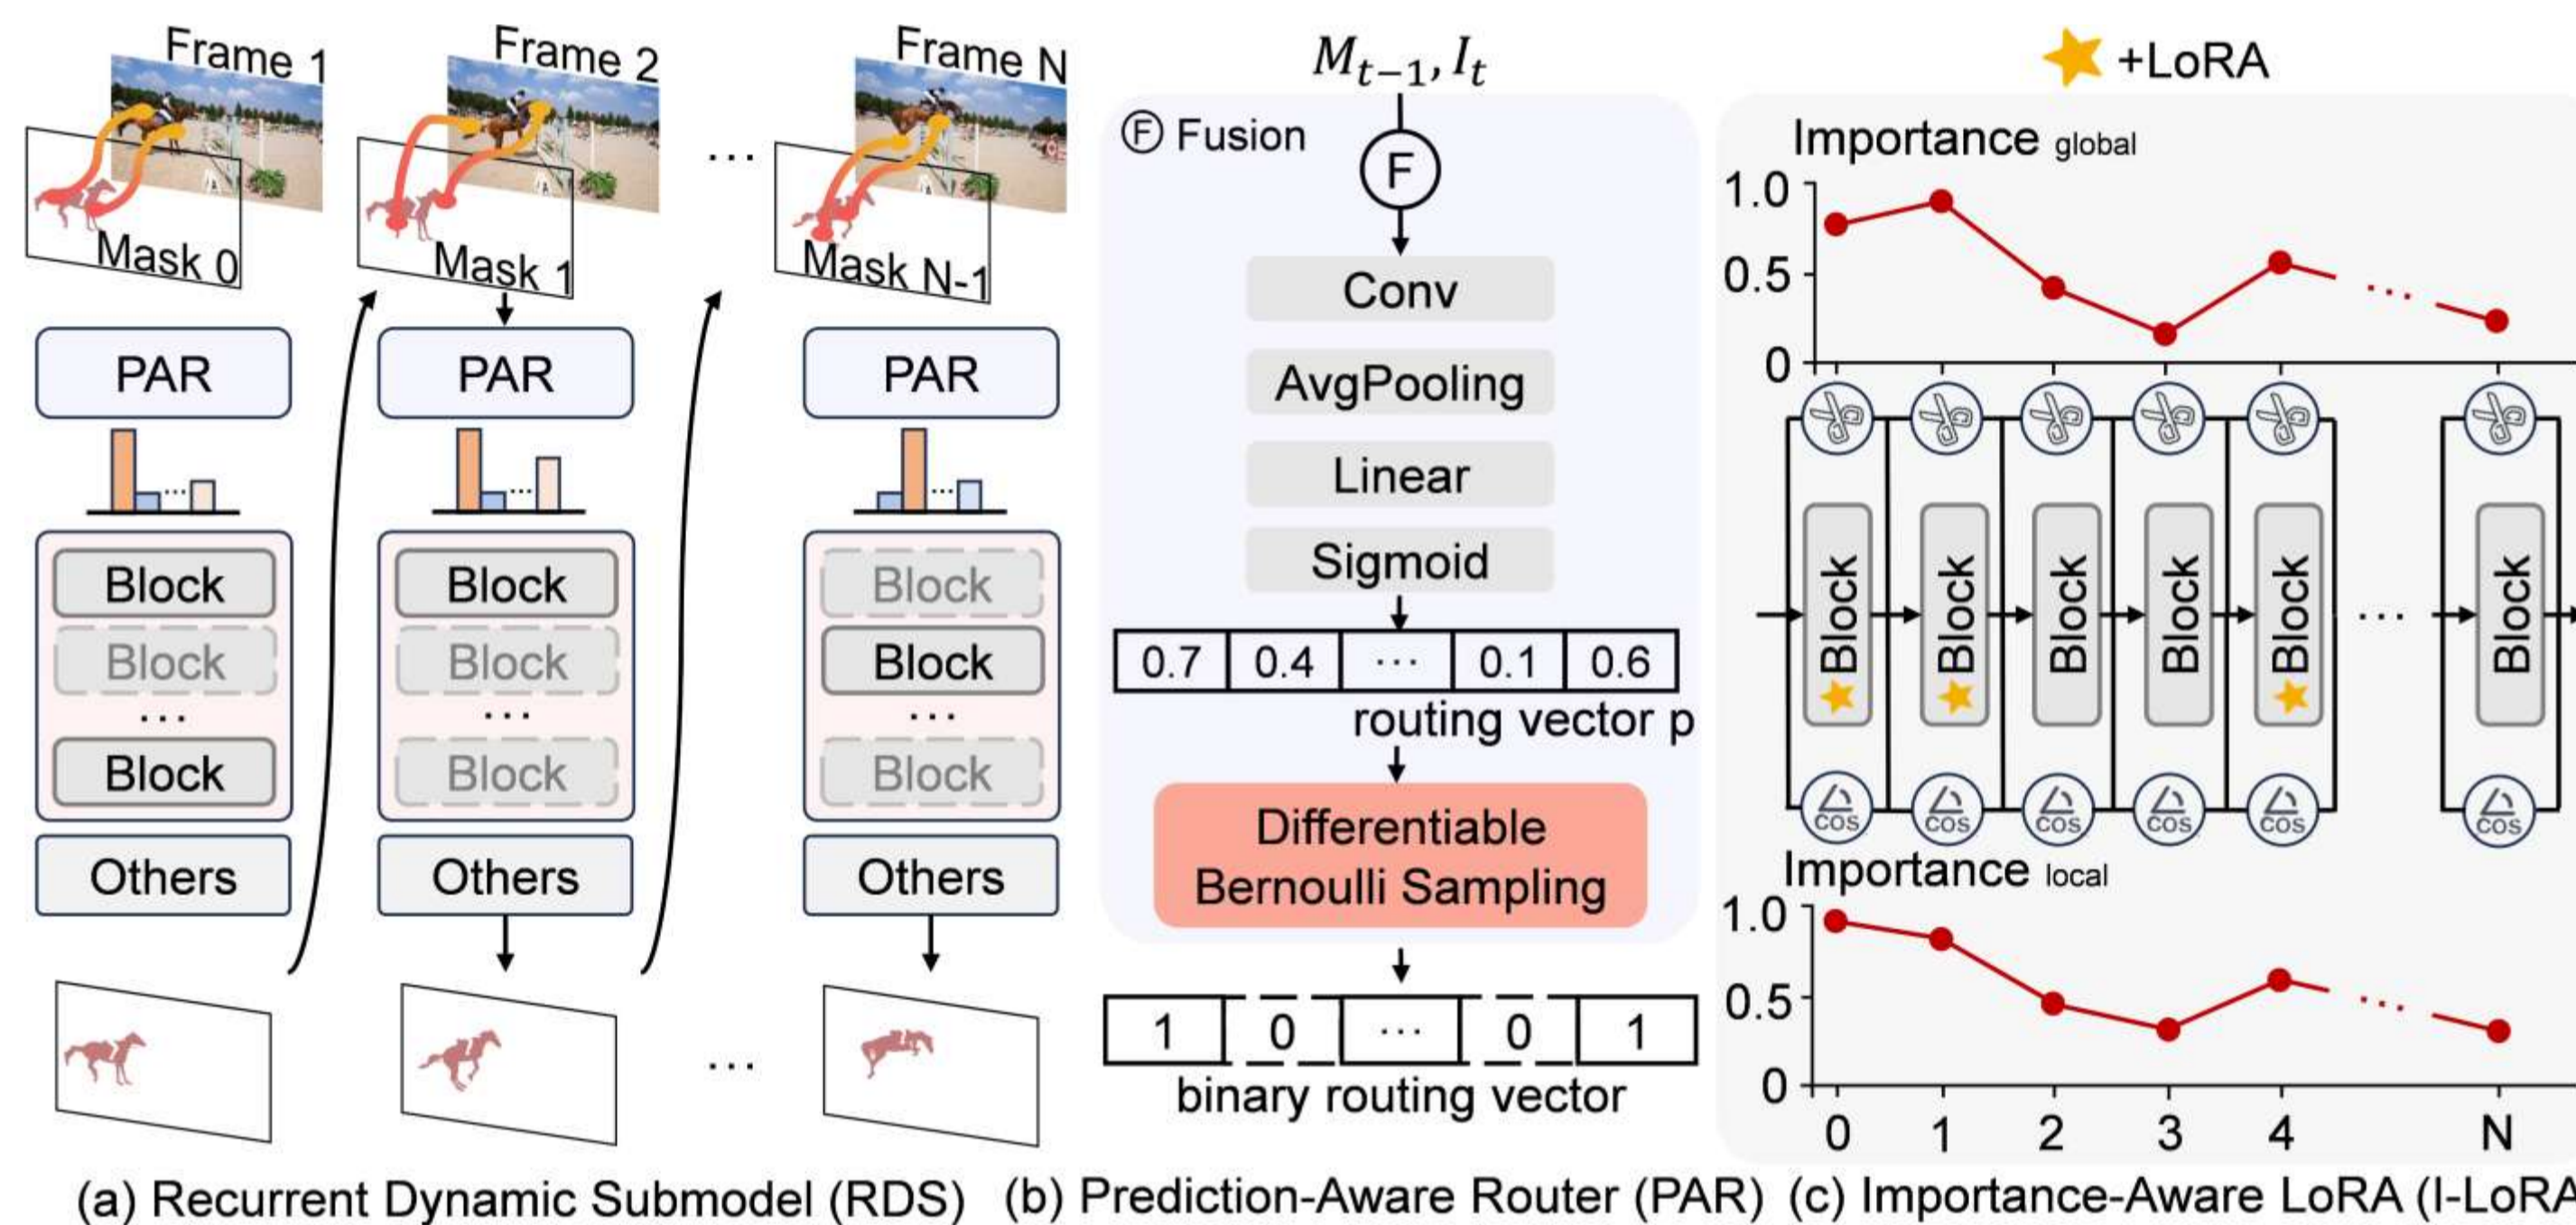 Frame 1
Mask 0
PAR
...
Block
Block
...
Block
Others
Frame 2
Mask 1
PAR
...
Block
Block
...
Block
Others
...
...
Frame N
Mask N-1
PAR
...
Block
Block
...
Block
Others
(a) Recurrent Dynamic Submodel (RDS)
M_{t-1}, I_t
Ⓕ Fusion
F
Conv
AvgPooling
Linear
Sigmoid
0.7 0.4 ... 0.1 0.6
routing vector p
Differentiable
Bernoulli Sampling
1 0 ... 0 1
binary routing vector
(b) Prediction-Aware Router (PAR)
+LoRA
Importance global
1.0
0.5
0
Block Block Block Block Block ... Block
cos cos cos cos cos cos
Importance local
1.0
0.5
0
0 1 2 3 4 N
(c) Importance-Aware LoRA (I-LoRA